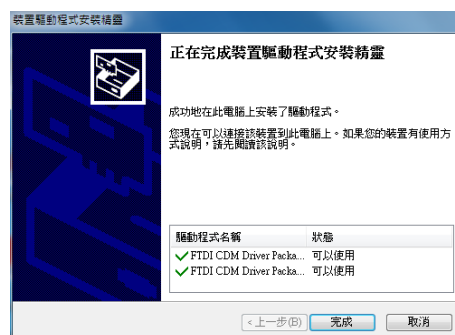 裝置驅動程式安裝精靈
正在完成裝置驅動程式安裝精靈
成功地在此電腦上安裝了驅動程式。
您現在可以連接該裝置到此電腦上。如果您的裝置有使用方
式說明，請先閱讀該說明。
驅動程式名稱 狀態
FTDI CDM Driver Packa... 可以使用
FTDI CDM Driver Packa... 可以使用
<上一步(B) 完成 取消